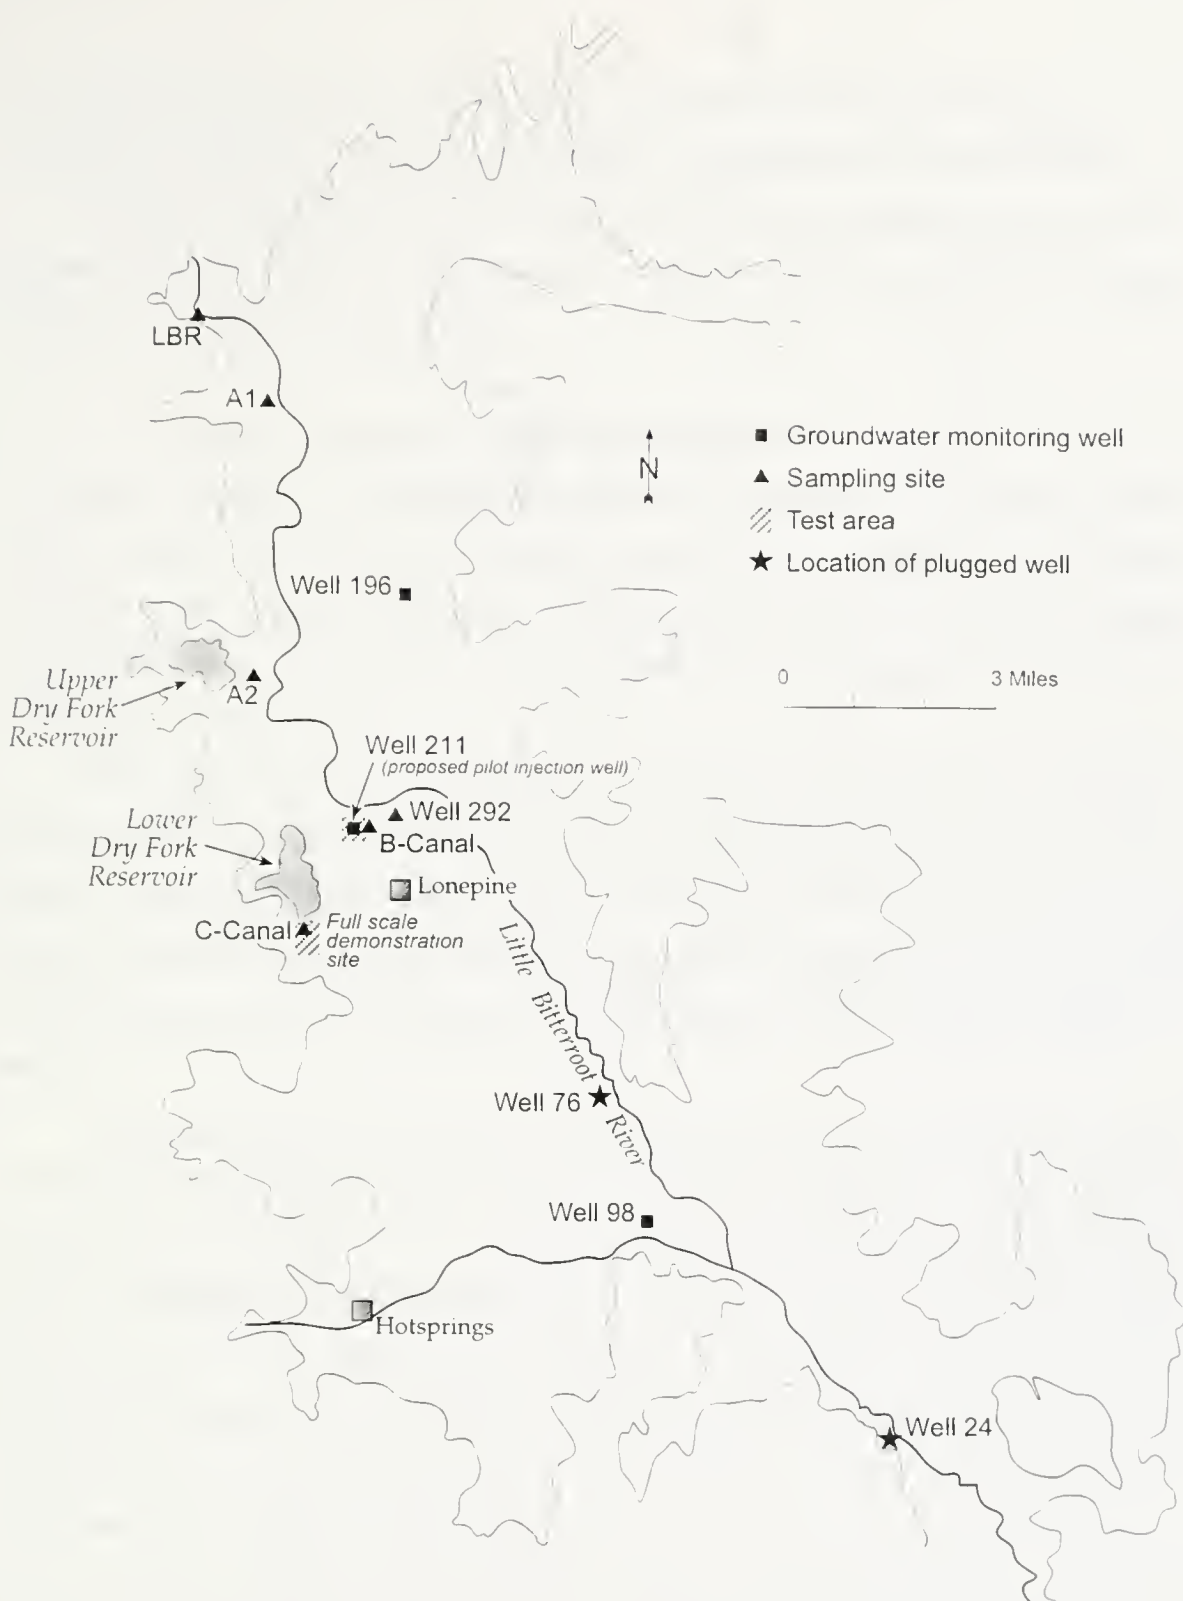 LBR
A1
N
Groundwater monitoring well
Sampling site
Test area
Location of plugged well
Well 196
0
3 Miles
Upper
Dry Fork
Reservoir
A2
Well 211
(proposed pilot injection well)
Well 292
B-Canal
Lower
Dry Fork
Reservoir
Lonepine
C-Canal
Full scale
demonstration
site
Little Bitterroot River
Well 76
Well 98
Hotsprings
Well 24